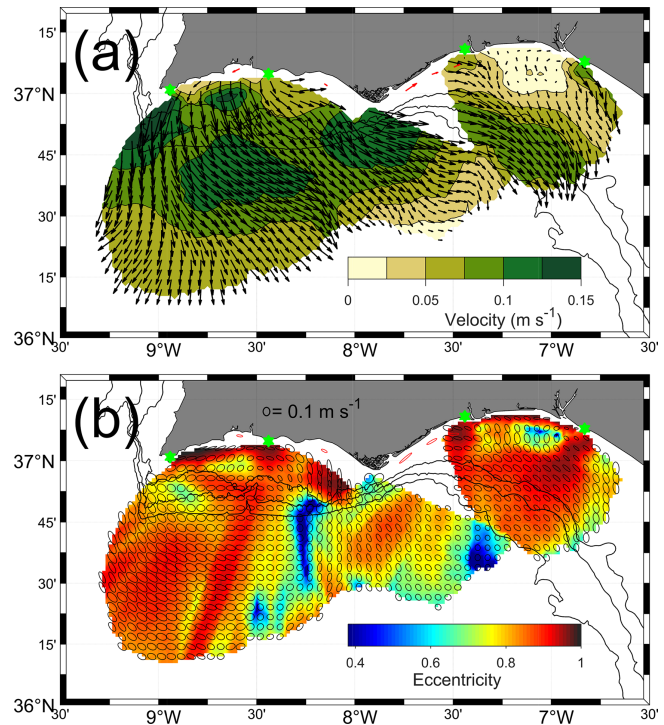 (a)
15'
37°N
45'
30'
15'
36°N
0 0.05 0.1 0.15
Velocity (m s⁻¹)
30' 9°W 30' 8°W 30' 7°W 30'
(b)
= 0.1 m s⁻¹
15'
37°N
45'
30'
15'
36°N
0.4 0.6 0.8 1
Eccentricity
30' 9°W 30' 8°W 30' 7°W 30'